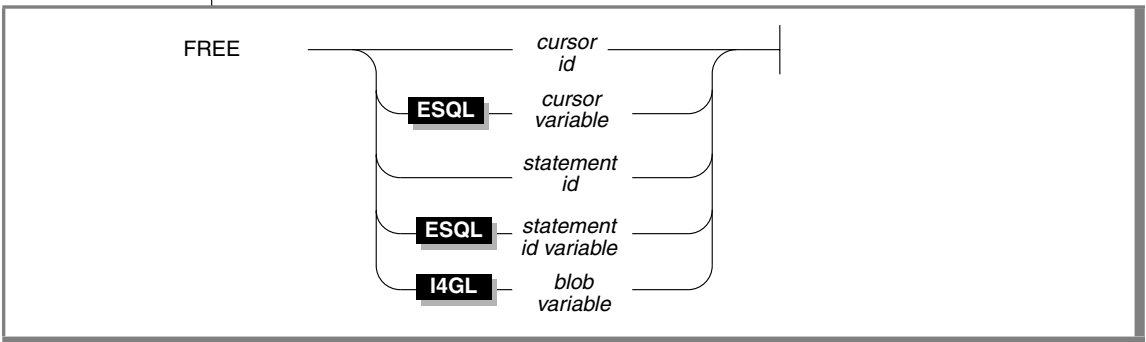 FREE
cursor
id
ESQL
cursor
variable
statement
id
ESQL
statement
id variable
I4GL
blob
variable